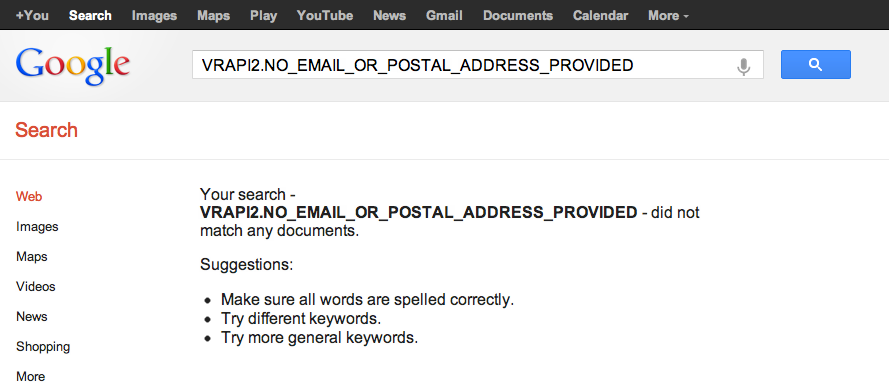 +You Search Images Maps Play YouTube News Gmail Documents Calendar More
Google
VRAPI2.NO_EMAIL_OR_POSTAL_ADDRESS_PROVIDED
Search
Web
Images
Maps
Videos
News
Shopping
More
Your search -
VRAPI2.NO_EMAIL_OR_POSTAL_ADDRESS_PROVIDED - did not
match any documents.
Suggestions:
Make sure all words are spelled correctly.
Try different keywords.
Try more general keywords.